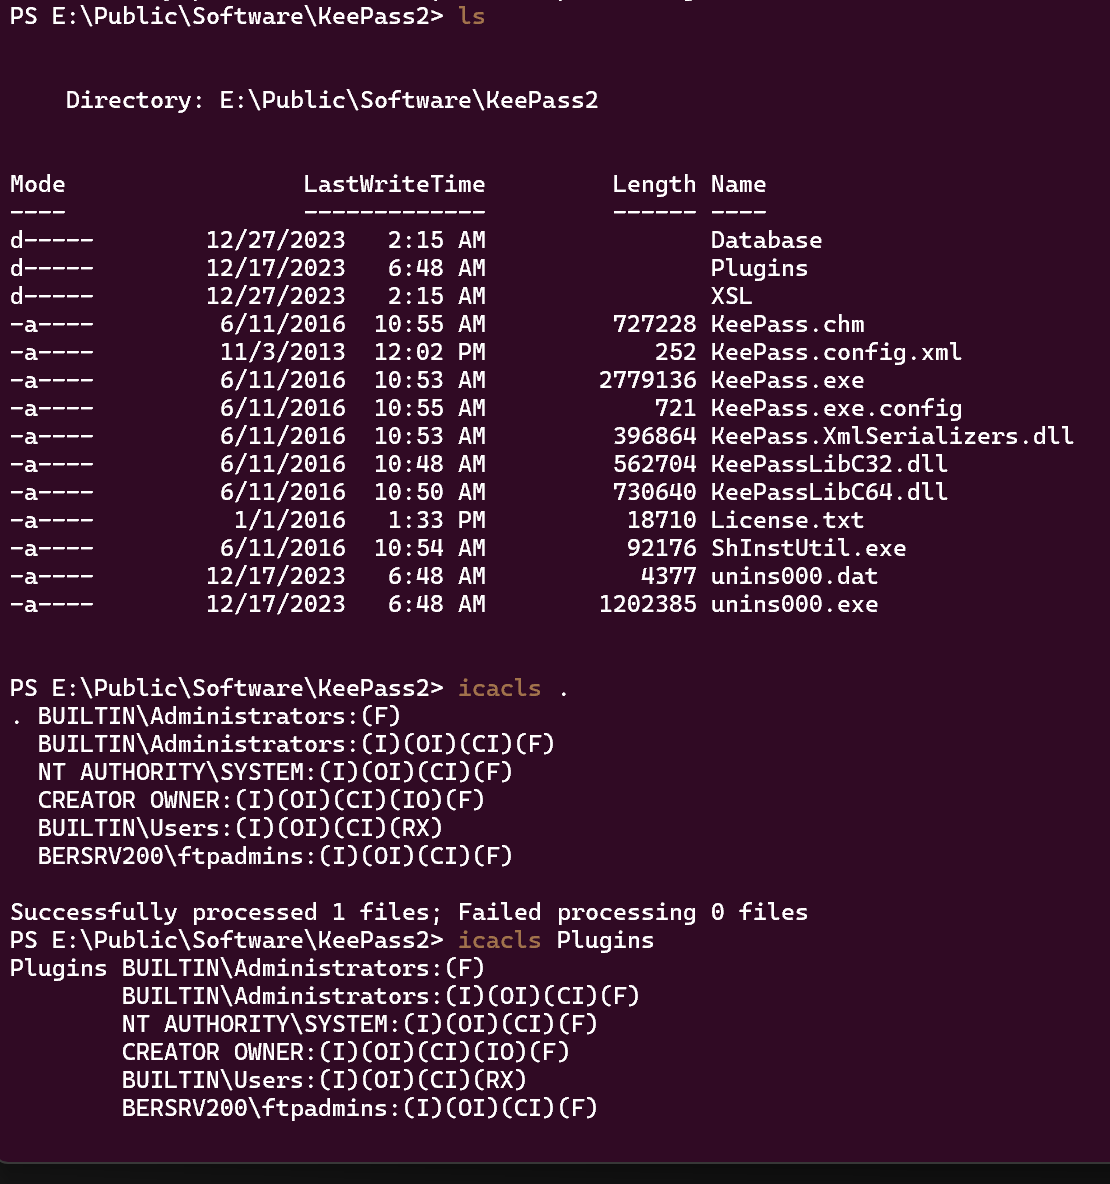 PS E:\Public\Software\KeePass2> ls
Directory: E:\Public\Software\KeePass2
Mode LastWriteTime Length Name
---- ------------- ------ ----
d----- 12/27/2023 2:15 AM Database
d----- 12/17/2023 6:48 AM Plugins
d----- 12/27/2023 2:15 AM XSL
-a---- 6/11/2016 10:55 AM 727228 KeePass.chm
-a---- 11/3/2013 12:02 PM 252 KeePass.config.xml
-a---- 6/11/2016 10:53 AM 2779136 KeePass.exe
-a---- 6/11/2016 10:55 AM 721 KeePass.exe.config
-a---- 6/11/2016 10:53 AM 396864 KeePass.XmlSerializers.dll
-a---- 6/11/2016 10:48 AM 562704 KeePassLibC32.dll
-a---- 6/11/2016 10:50 AM 730640 KeePassLibC64.dll
-a---- 1/1/2016 1:33 PM 18710 License.txt
-a---- 6/11/2016 10:54 AM 92176 ShInstUtil.exe
-a---- 12/17/2023 6:48 AM 4377 unins000.dat
-a---- 12/17/2023 6:48 AM 1202385 unins000.exe
PS E:\Public\Software\KeePass2> icacls .
. BUILTIN\Administrators:(F)
BUILTIN\Administrators:(I)(OI)(CI)(F)
NT AUTHORITY\SYSTEM:(I)(OI)(CI)(F)
CREATOR OWNER:(I)(OI)(CI)(IO)(F)
BUILTIN\Users:(I)(OI)(CI)(RX)
BERSRV200\ftpadmins:(I)(OI)(CI)(F)
Successfully processed 1 files; Failed processing 0 files
PS E:\Public\Software\KeePass2> icacls Plugins
Plugins BUILTIN\Administrators:(F)
BUILTIN\Administrators:(I)(OI)(CI)(F)
NT AUTHORITY\SYSTEM:(I)(OI)(CI)(F)
CREATOR OWNER:(I)(OI)(CI)(IO)(F)
BUILTIN\Users:(I)(OI)(CI)(RX)
BERSRV200\ftpadmins:(I)(OI)(CI)(F)